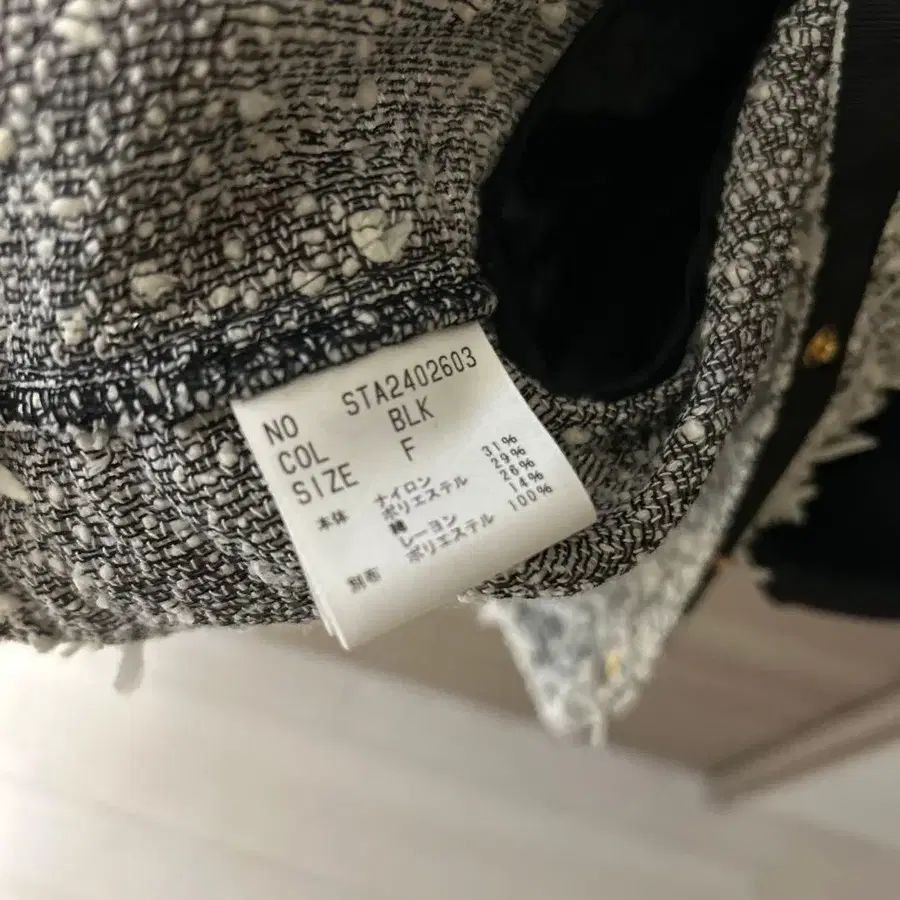 NO STA2402603
COL BLK
SIZE F
本体 ナイロン 31%
ポリエステル 29%
綿 26%
レーヨン 14%
別布 ポリエステル 100%